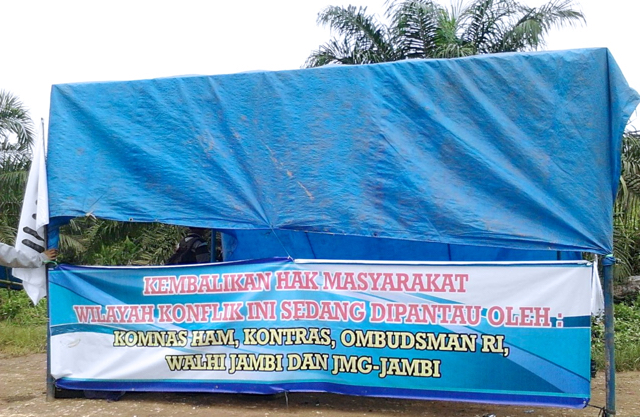 KEMBALIKAN HAK MASYARAKAT
WILAYAH KONFLIK INI SEDANG DIPANTAU OLEH :
KOMNAS HAM, KONTRAS, OMBUDSMAN RI,
WALHI JAMBI DAN JMG-JAMBI